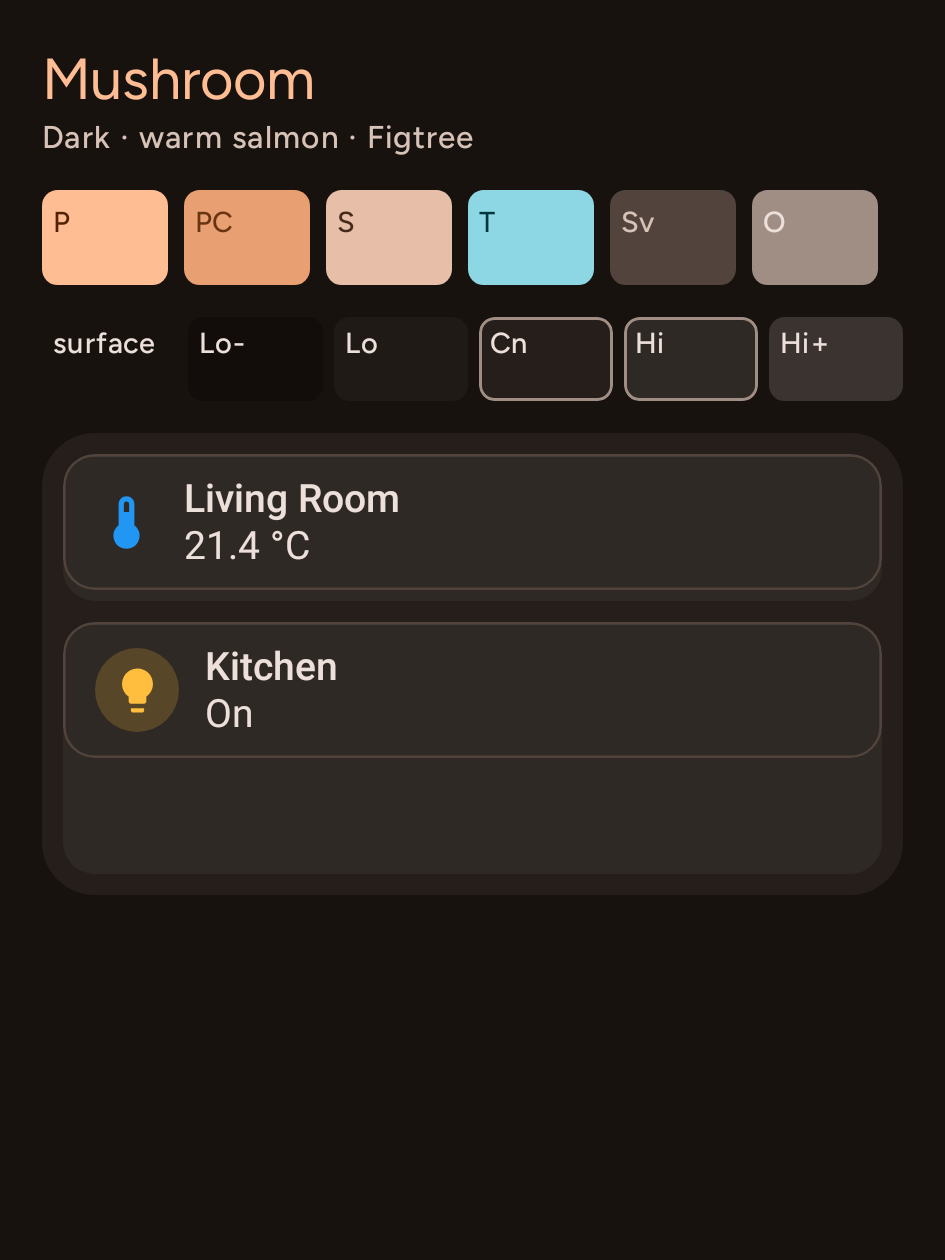 Mushroom
Dark · warm salmon · Figtree
P PC S T Sv O
surface Lo- Lo Cn Hi Hi+
Living Room
21.4 °C
Kitchen
On